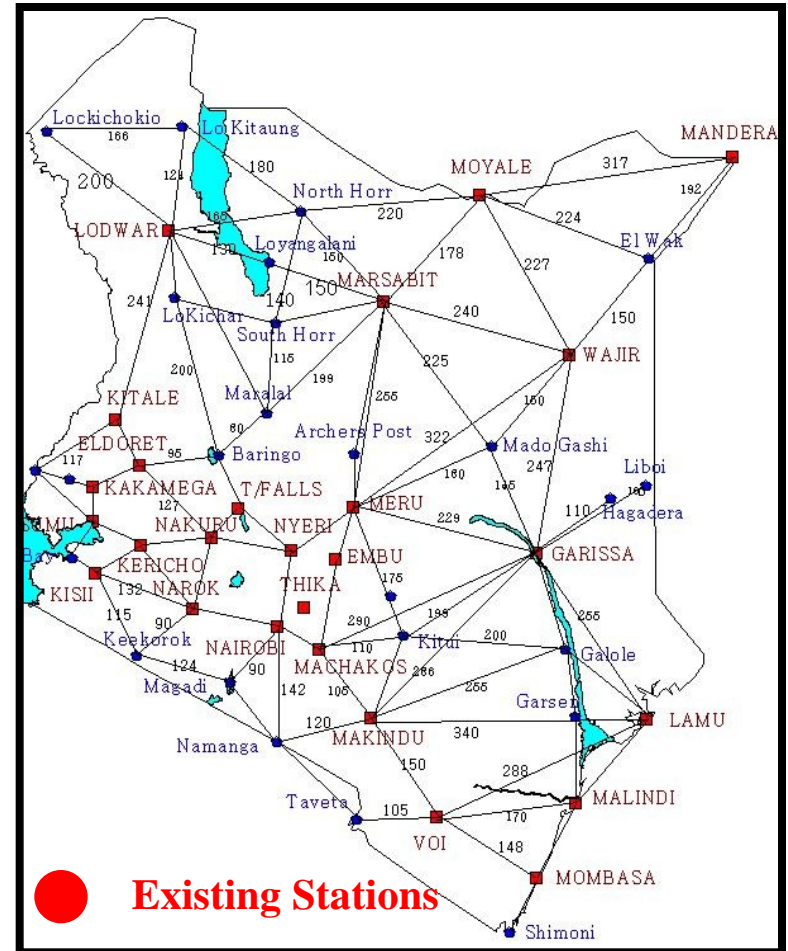 Lockichokio
Lo Kitaung
166
MANDERA
MOYALE
317
180
200
124
192
North Horr
220
224
LODWAR
165
El Wak
130
Loyangalani
150
178
227
MARSABIT
241
140
150
240
150
LoKichar
South Horr
WAJIR
200
115
225
199
Maralal
KITALE
60
Archers Post
322
150
255
ELDORET
95
Baringo
Mado Gashi
Liboi
117
160
247
KAKAMEGA
T/FALLS
195
110
Hagadera
127
MERU
NAKURU
NYERI
229
GARISSA
Bay
EMBU
KERICHO
175
KISII
132
NAROK
THIKA
255
115
90
290
199
Keekorok
NAIROBI
110
Kitui
200
Galole
MACHAKOS
124
90
286
Magadi
142
105
255
Garsen
LAMU
120
MAKINDU
340
Namanga
150
288
Taveta
105
MALINDI
170
VOI
148
MOMBASA
Existing Stations
Shimoni